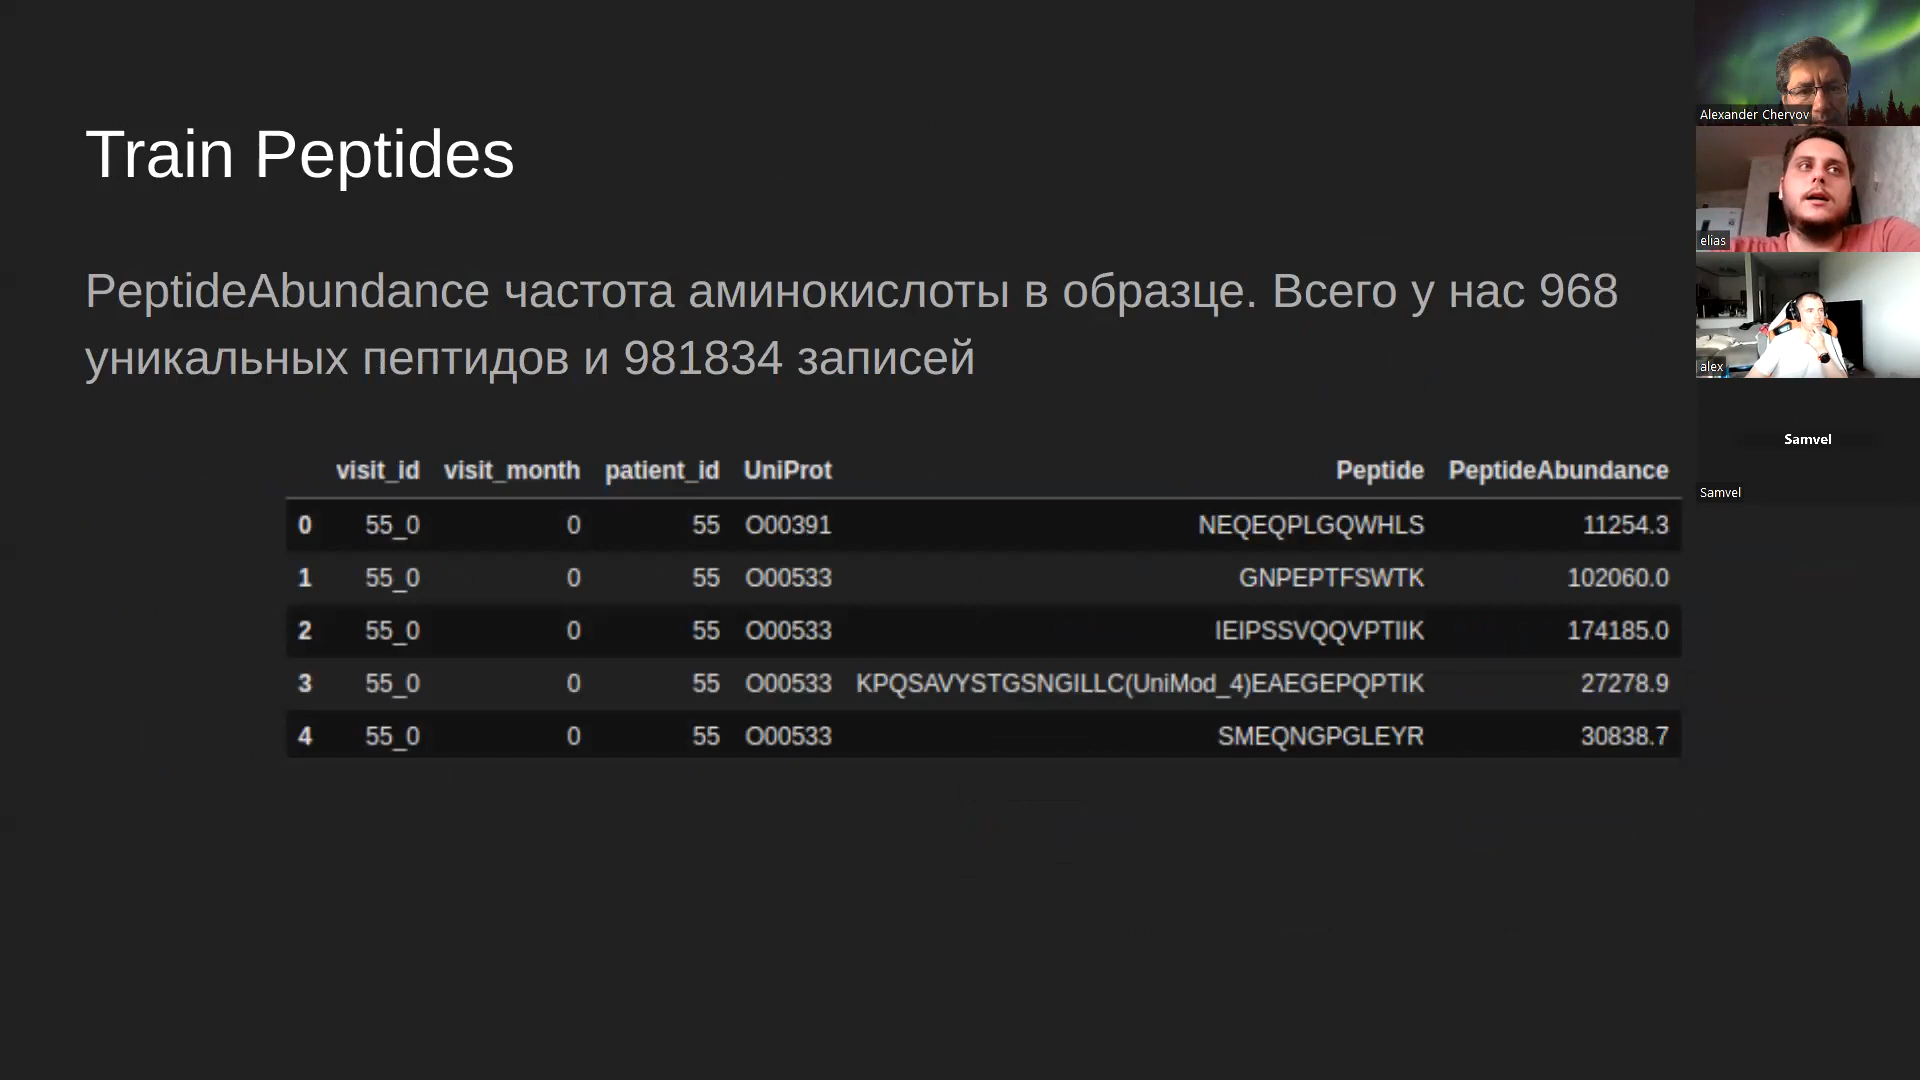 Train Peptides
PeptideAbundance частота аминокислоты в образце. Всего у нас 968
уникальных пептидов и 981834 записей
visit_id visit_month patient_id UniProt Peptide PeptideAbundance
0 55_0 0 55 O00391 NEQEQPLGQWHLS 11254.3
1 55_0 0 55 O00533 GNPEPTFSWTK 102060.0
2 55_0 0 55 O00533 IEIPSSVQQVPTIIK 174185.0
3 55_0 0 55 O00533 KPQSAVYSTGSNGILLC(UniMod_4)EAEGEPQPTIK 27278.9
4 55_0 0 55 O00533 SMEQNGPGLEYR 30838.7
Alexander Chervov
elias
alex
Samvel
Samvel